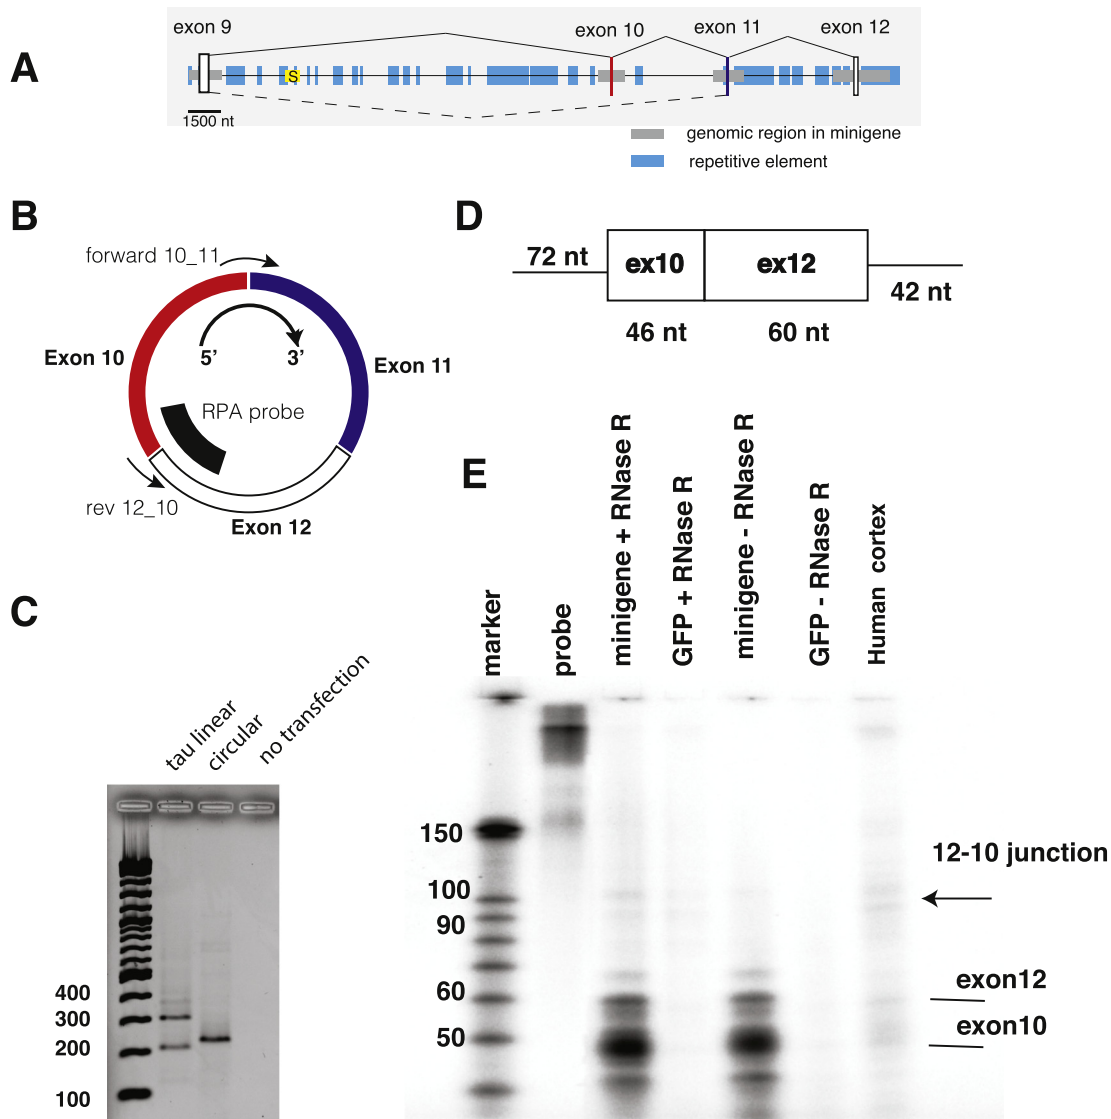 A
exon 9
exon 10
exon 11
exon 12
S
1500 nt
genomic region in minigene
repetitive element
B
forward 10_11
Exon 10
5’
3’
Exon 11
RPA probe
rev 12_10
Exon 12
D
72 nt
ex10
ex12
42 nt
46 nt
60 nt
C
tau linear
circular
no transfection
400
300
200
100
E
marker
probe
minigene + RNase R
GFP + RNase R
minigene - RNase R
GFP - RNase R
Human cortex
150
100
90
60
50
12-10 junction
exon12
exon10